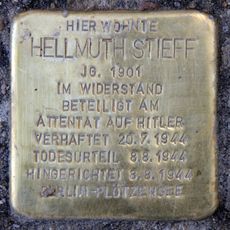 HIER WOHNTE
HELLMUTH STIEFF
JG. 1901
IM WIDERSTAND
BETEILIGT AM
ATTENTAT AUF HITLER
VERHAFTET 20.7.1944
TODESURTEIL 8.8.1944
HINGERICHTET 8.8.1944
BERLIN-PLÖTZENSEE